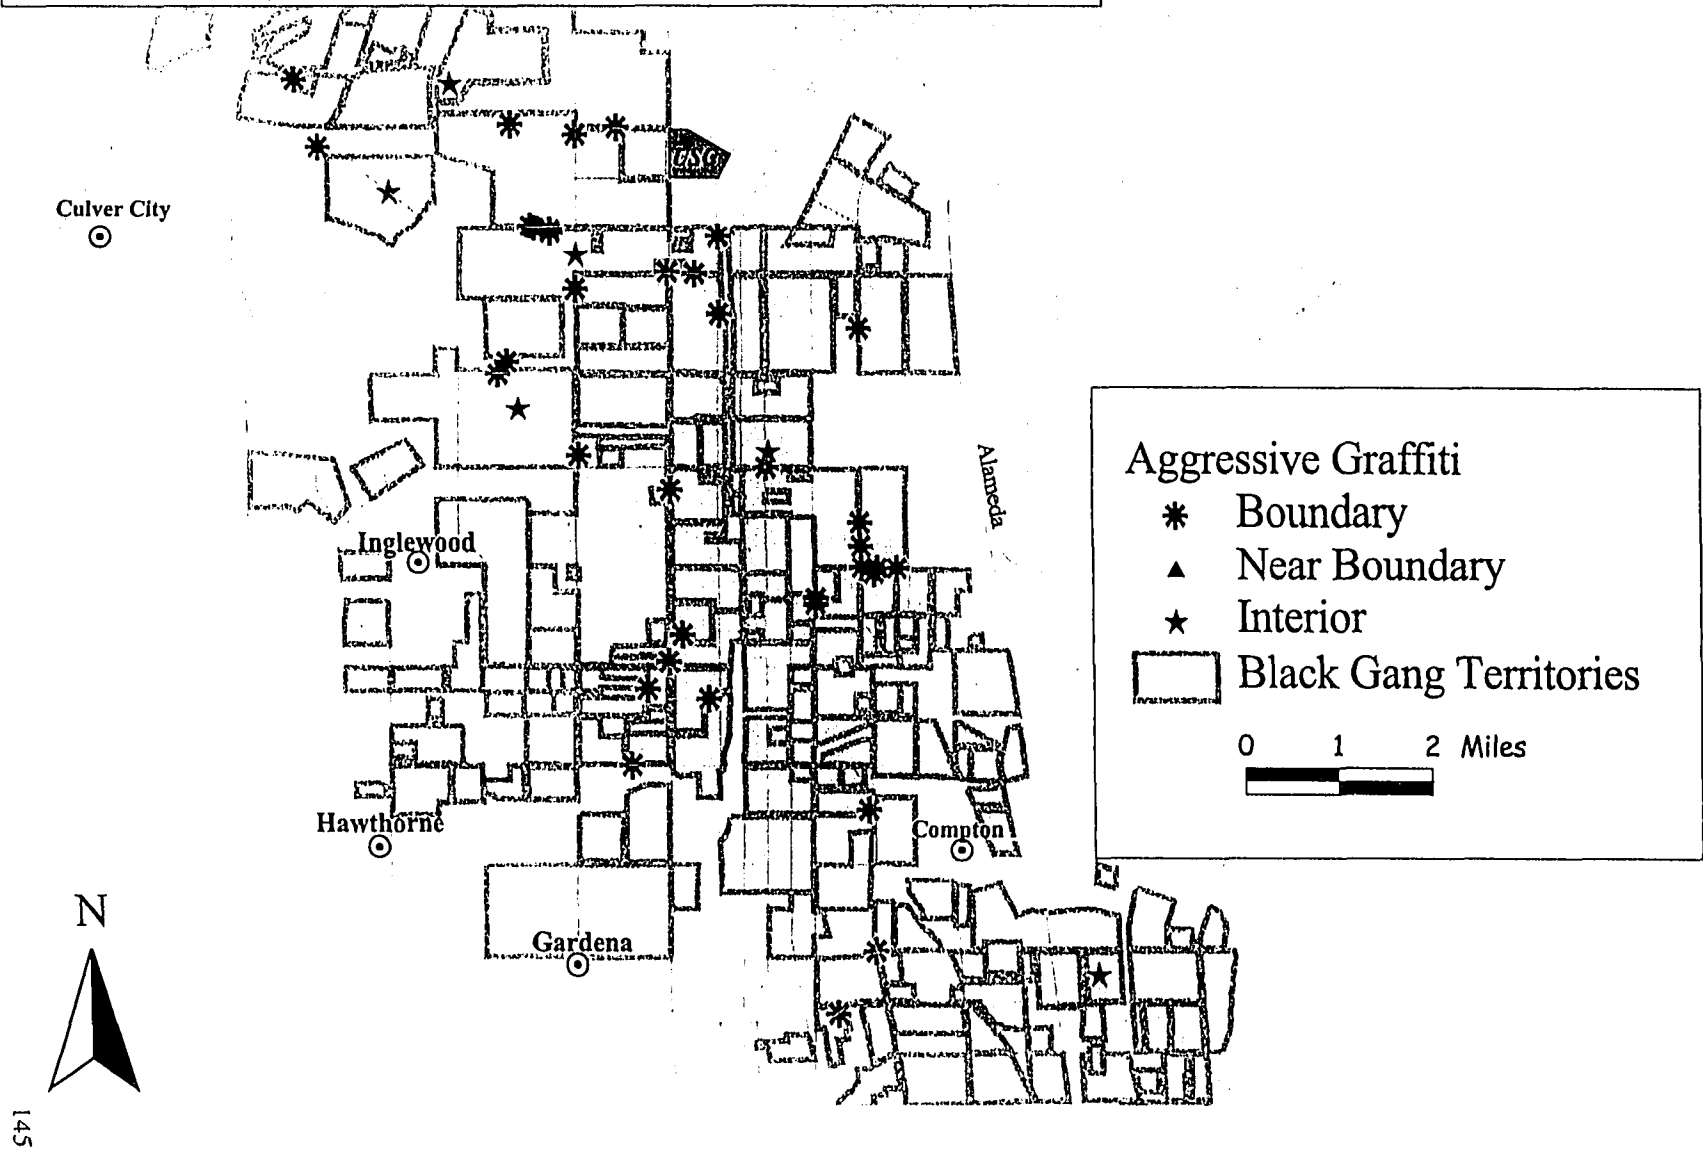 USC
Culver City
Alameda
Inglewood
Hawthorne
Compton
Gardena
Aggressive Graffiti
Boundary
Near Boundary
Interior
Black Gang Territories
0 1 2 Miles
N
145